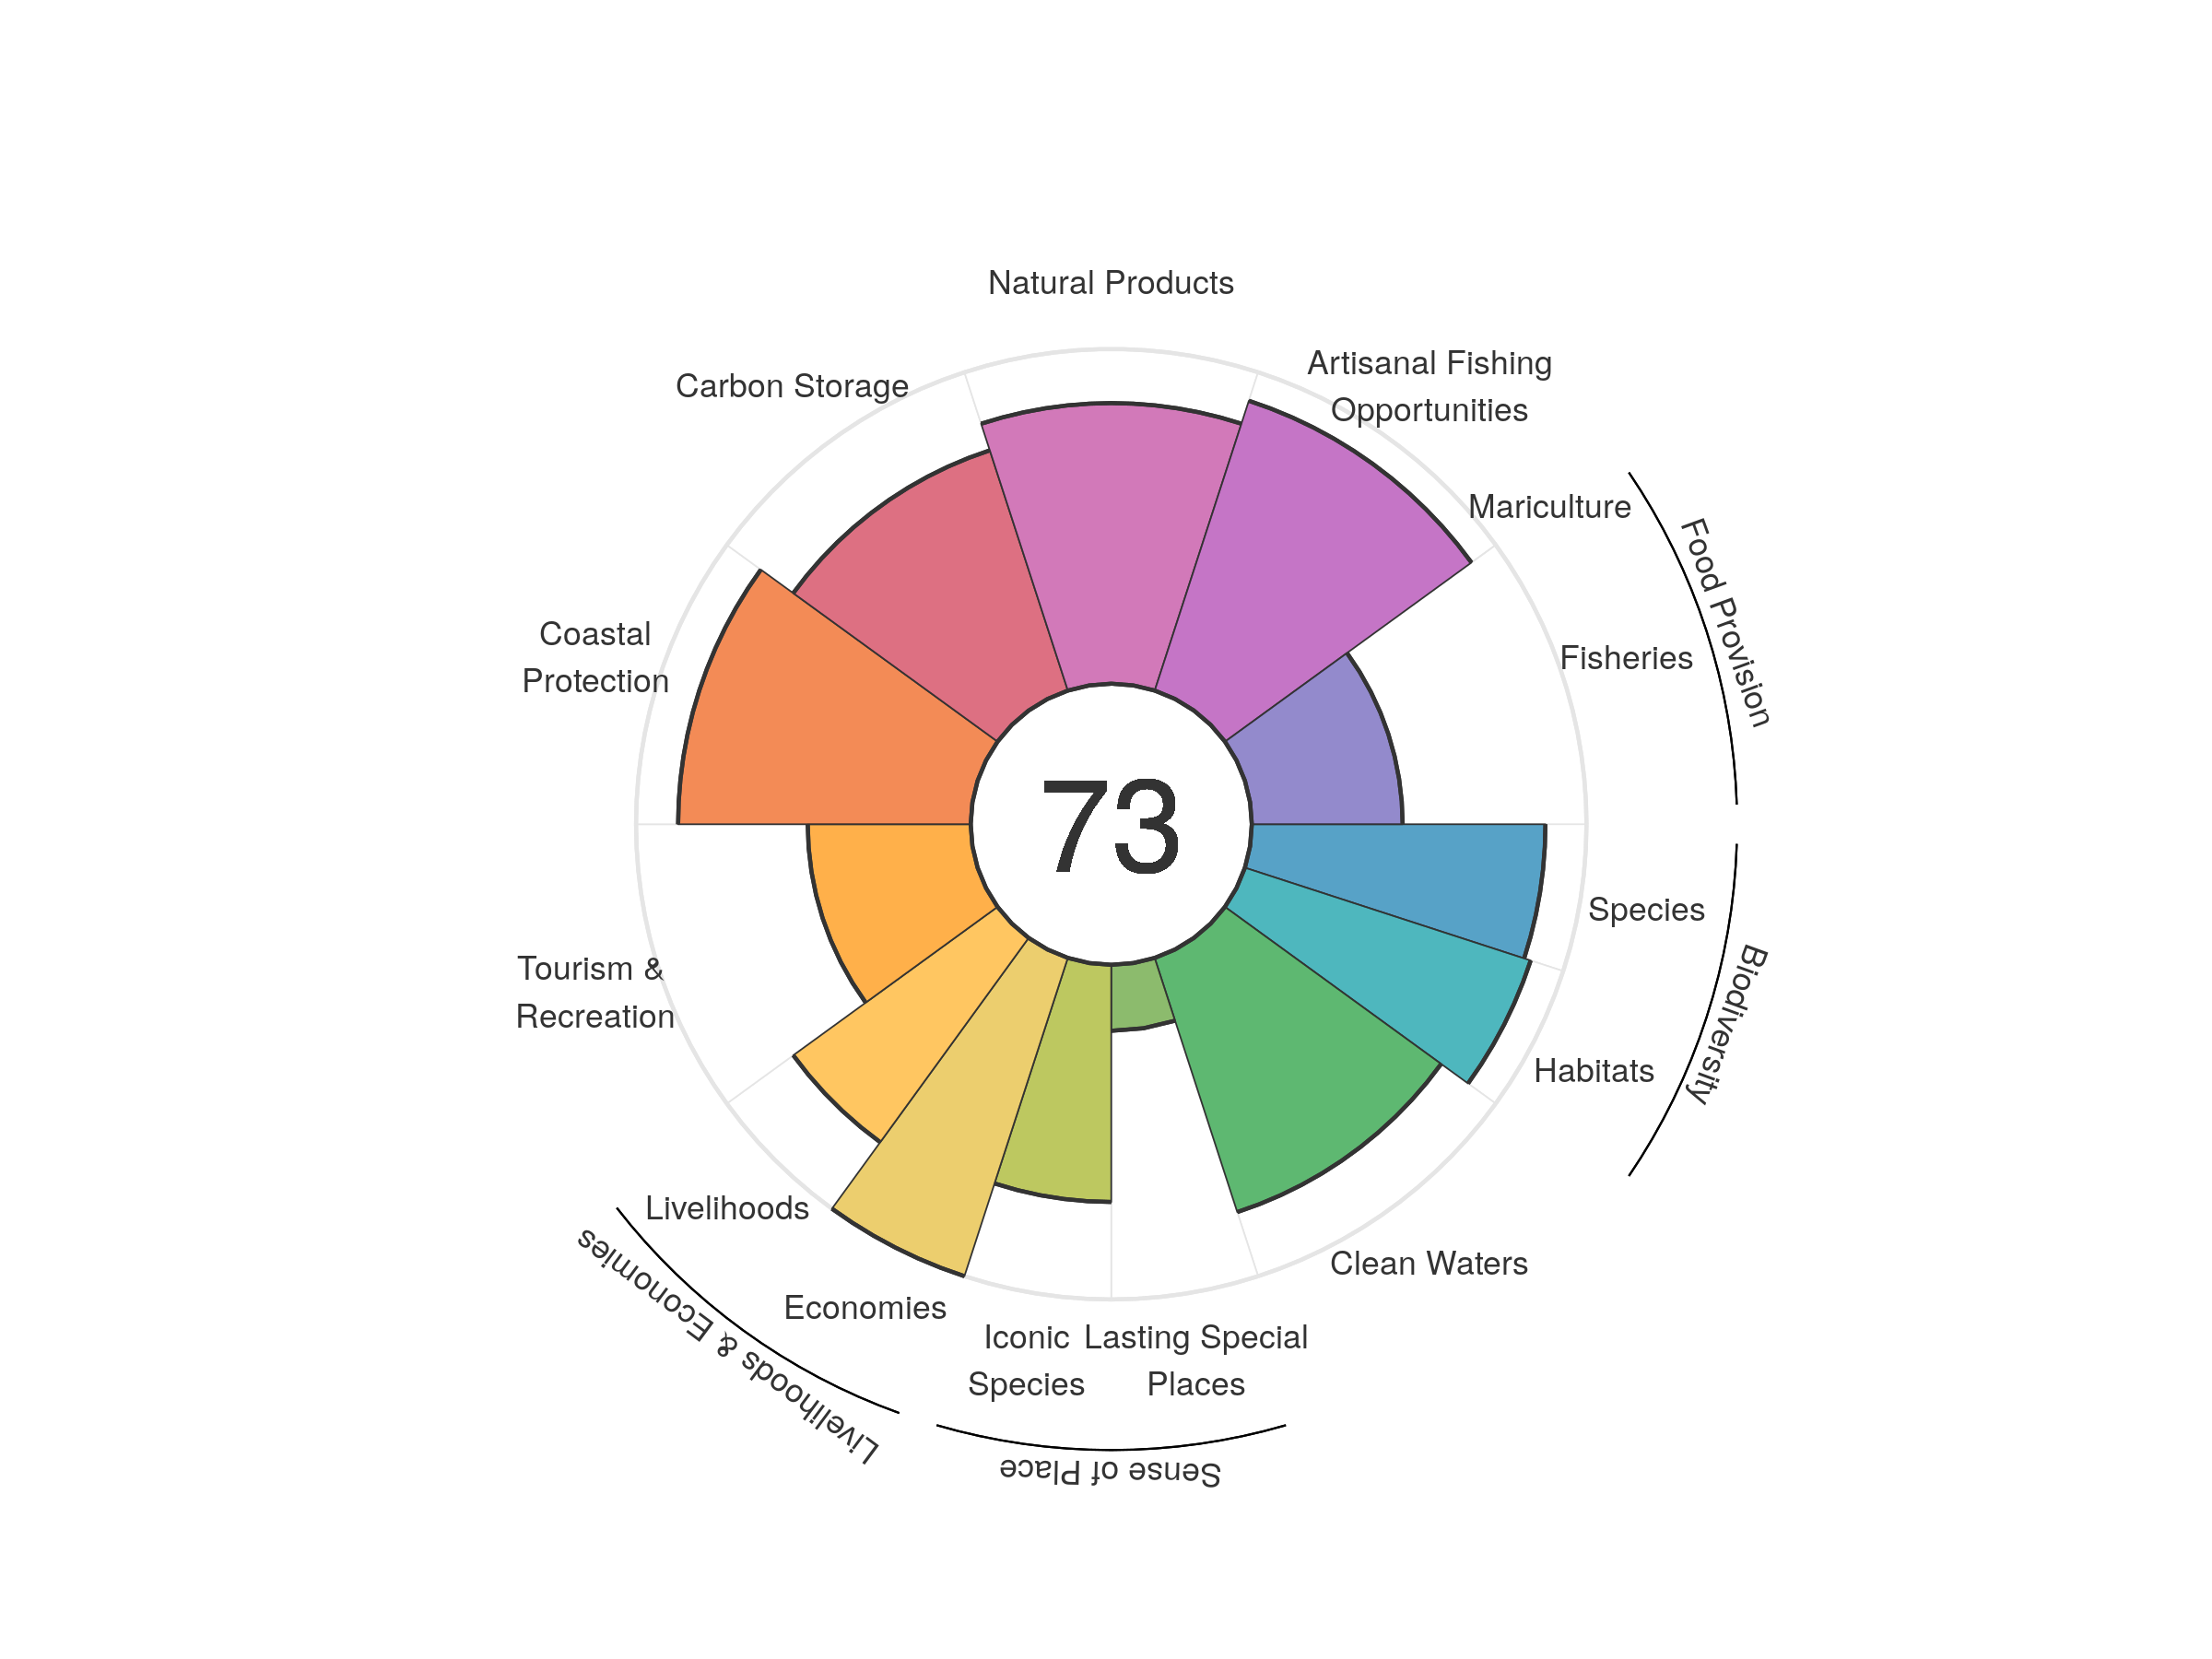 Natural Products
Artisanal Fishing
Opportunities
Carbon Storage
Mariculture
Food Provision
Fisheries
Coastal
Protection
73
Species
Biodiversity
Tourism &
Recreation
Habitats
Livelihoods
Clean Waters
Economies
Livelihoods & Economies
Iconic
Species
Lasting Special
Places
Sense of Place